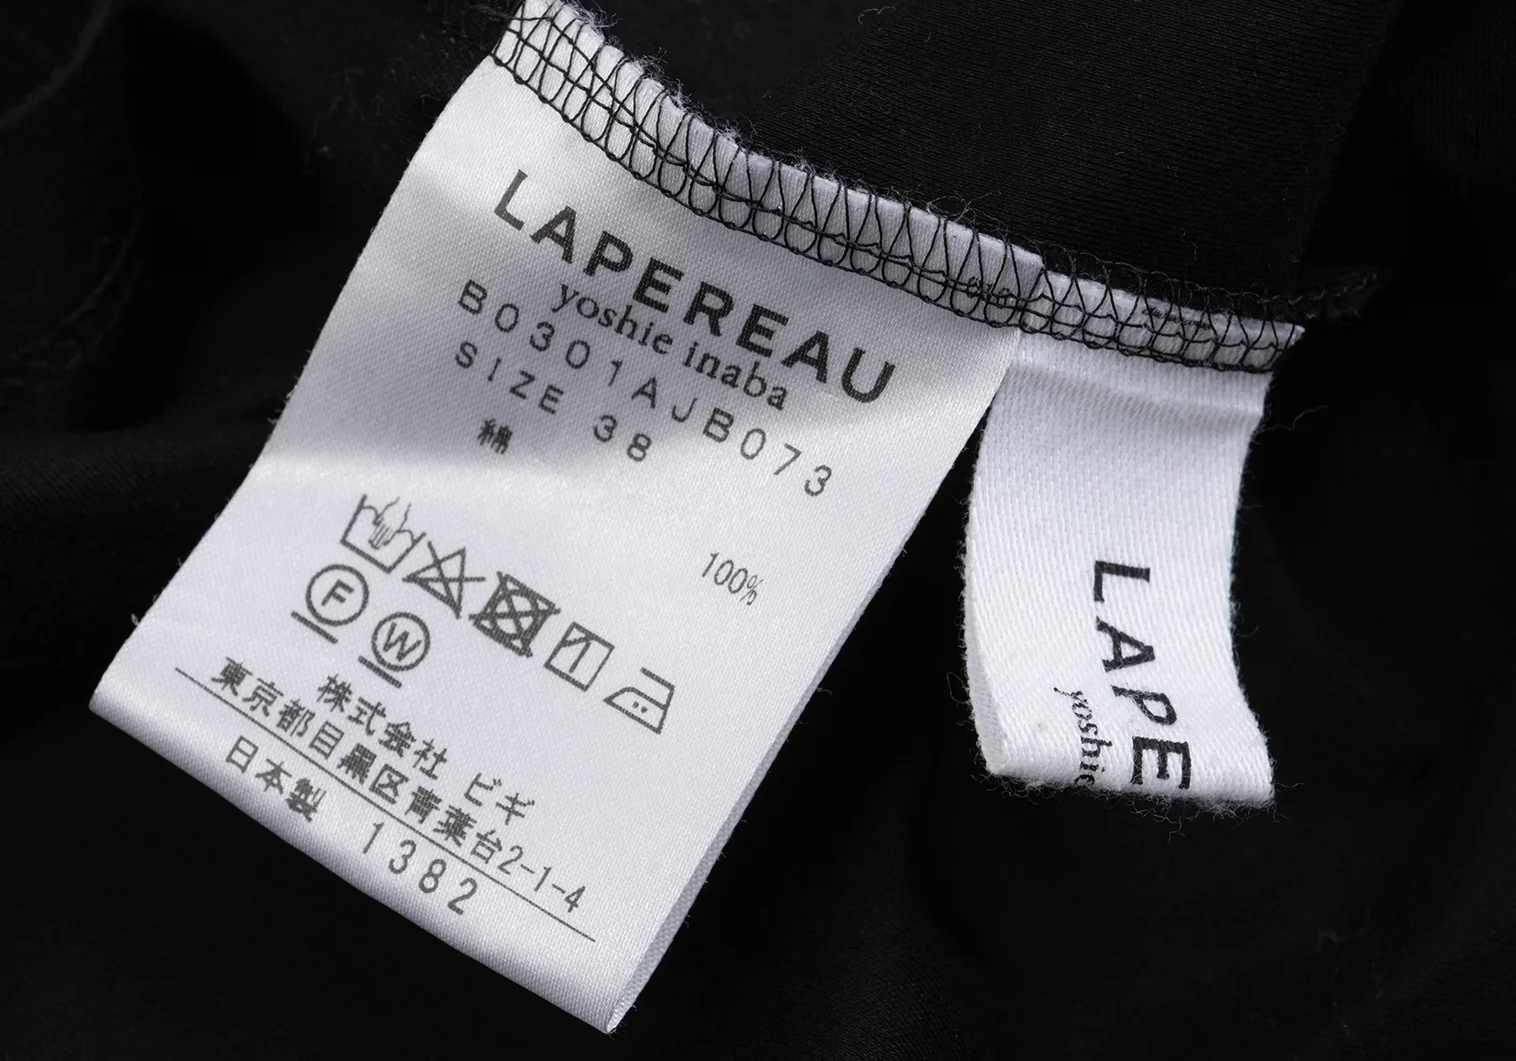 LAPEREAU
yoshie inaba
B0301AJB073
SIZE 38
綿 100%
F W
株式会社 ビギ
東京都目黒区青葉台2-1-4
日本製 1382
LAPE
yoshie